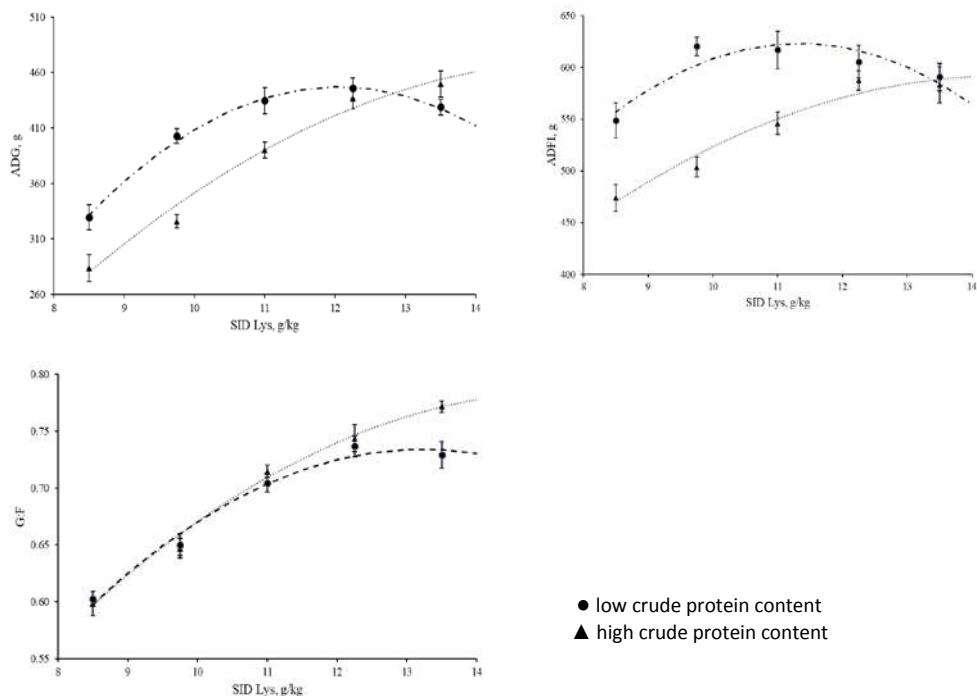 510
460
410
360
310
260
ADG, g
8 9 10 11 12 13 14
SID Lys, g/kg
650
600
550
500
450
400
ADFI, g
8 9 10 11 12 13 14
SID Lys, g/kg
0.80
0.75
0.70
0.65
0.60
0.55
G:F
8 9 10 11 12 13 14
SID Lys, g/kg
low crude protein content
high crude protein content